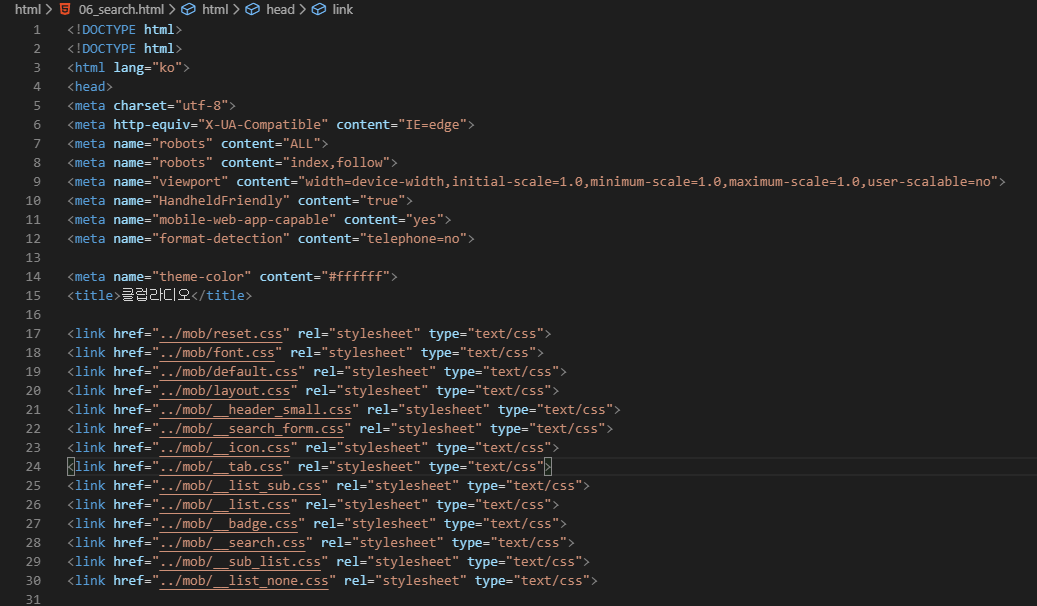 html > 06_search.html > html > head > link
1 <!DOCTYPE html>
2 <!DOCTYPE html>
3 <html lang="ko">
4 <head>
5 <meta charset="utf-8">
6 <meta http-equiv="X-UA-Compatible" content="IE=edge">
7 <meta name="robots" content="ALL">
8 <meta name="robots" content="index,follow">
9 <meta name="viewport" content="width=device-width,initial-scale=1.0,minimum-scale=1.0,maximum-scale=1.0,user-scalable=no">
10 <meta name="HandheldFriendly" content="true">
11 <meta name="mobile-web-app-capable" content="yes">
12 <meta name="format-detection" content="telephone=no">
13
14 <meta name="theme-color" content="#ffffff">
15 <title>클럽라디오</title>
16
17 <link href="../mob/reset.css" rel="stylesheet" type="text/css">
18 <link href="../mob/font.css" rel="stylesheet" type="text/css">
19 <link href="../mob/default.css" rel="stylesheet" type="text/css">
20 <link href="../mob/layout.css" rel="stylesheet" type="text/css">
21 <link href="../mob/__header_small.css" rel="stylesheet" type="text/css">
22 <link href="../mob/__search_form.css" rel="stylesheet" type="text/css">
23 <link href="../mob/__icon.css" rel="stylesheet" type="text/css">
24 <link href="../mob/__tab.css" rel="stylesheet" type="text/css">
25 <link href="../mob/__list_sub.css" rel="stylesheet" type="text/css">
26 <link href="../mob/__list.css" rel="stylesheet" type="text/css">
27 <link href="../mob/__badge.css" rel="stylesheet" type="text/css">
28 <link href="../mob/__search.css" rel="stylesheet" type="text/css">
29 <link href="../mob/__sub_list.css" rel="stylesheet" type="text/css">
30 <link href="../mob/__list_none.css" rel="stylesheet" type="text/css">
31